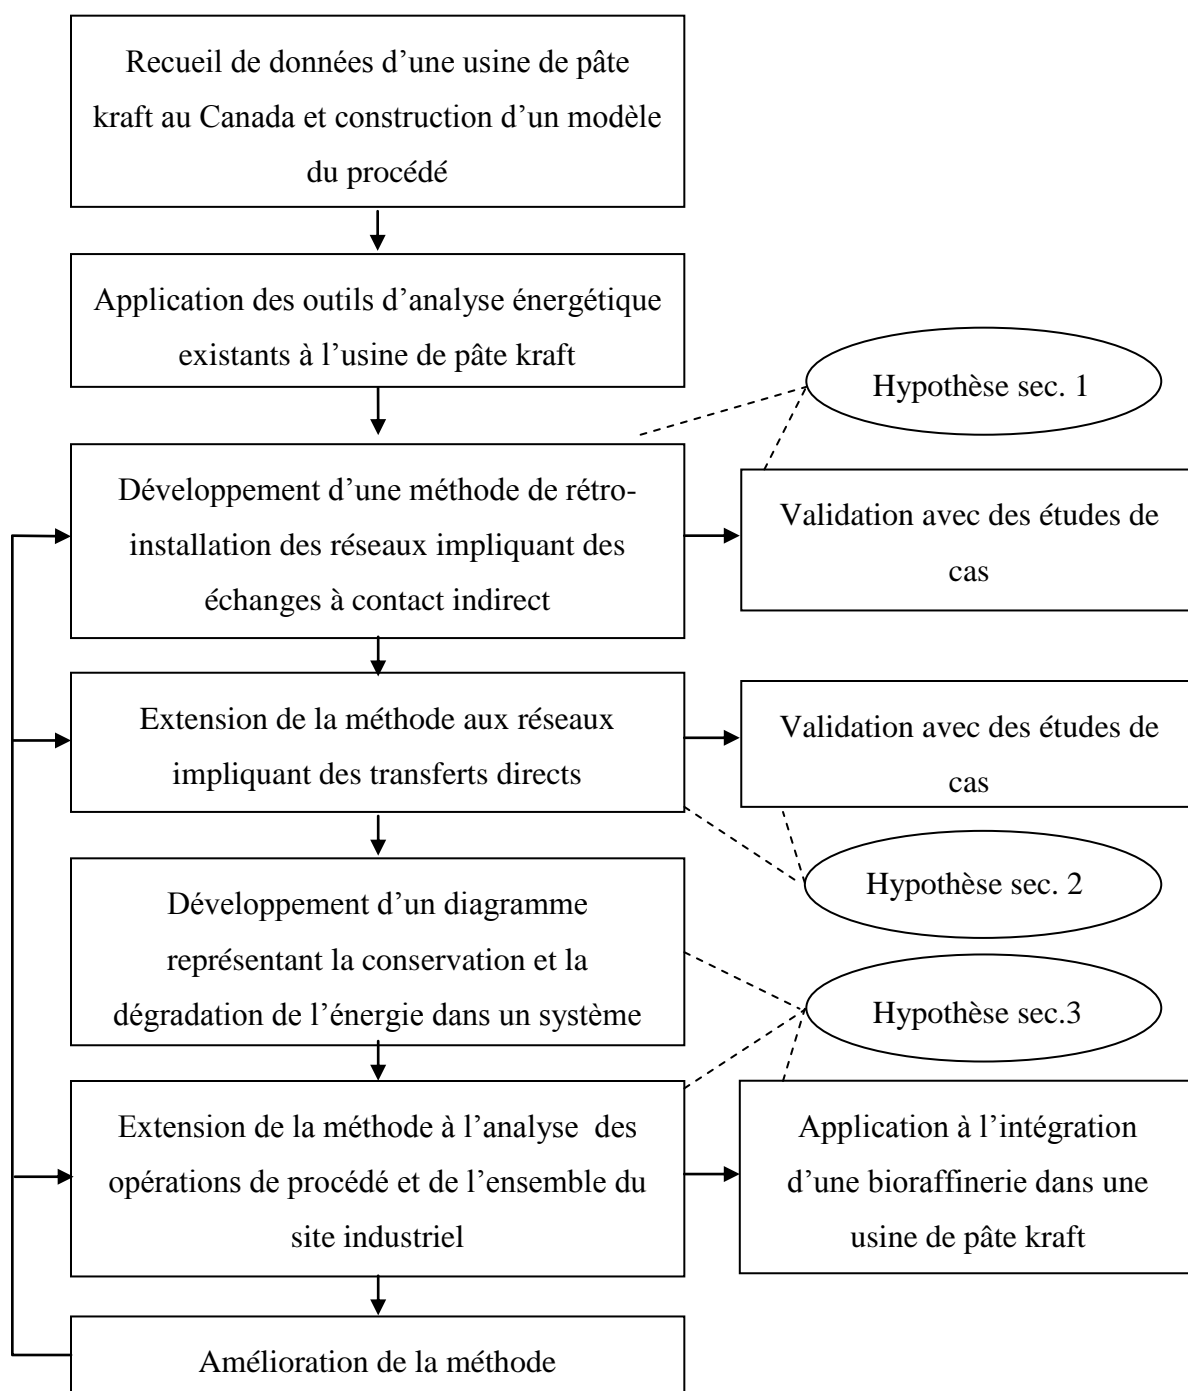 Recueil de données d’une usine de pâte
kraft au Canada et construction d’un modèle
du procédé
Application des outils d’analyse énergétique
existants à l’usine de pâte kraft
Hypothèse sec. 1
Développement d’une méthode de rétro-
installation des réseaux impliquant des
échanges à contact indirect
Validation avec des études de
cas
Extension de la méthode aux réseaux
impliquant des transferts directs
Validation avec des études de
cas
Hypothèse sec. 2
Développement d’un diagramme
représentant la conservation et la
dégradation de l’énergie dans un système
Hypothèse sec.3
Extension de la méthode à l’analyse  des
opérations de procédé et de l’ensemble du
site industriel
Application à l’intégration
d’une bioraffinerie dans une
usine de pâte kraft
Amélioration de la méthode